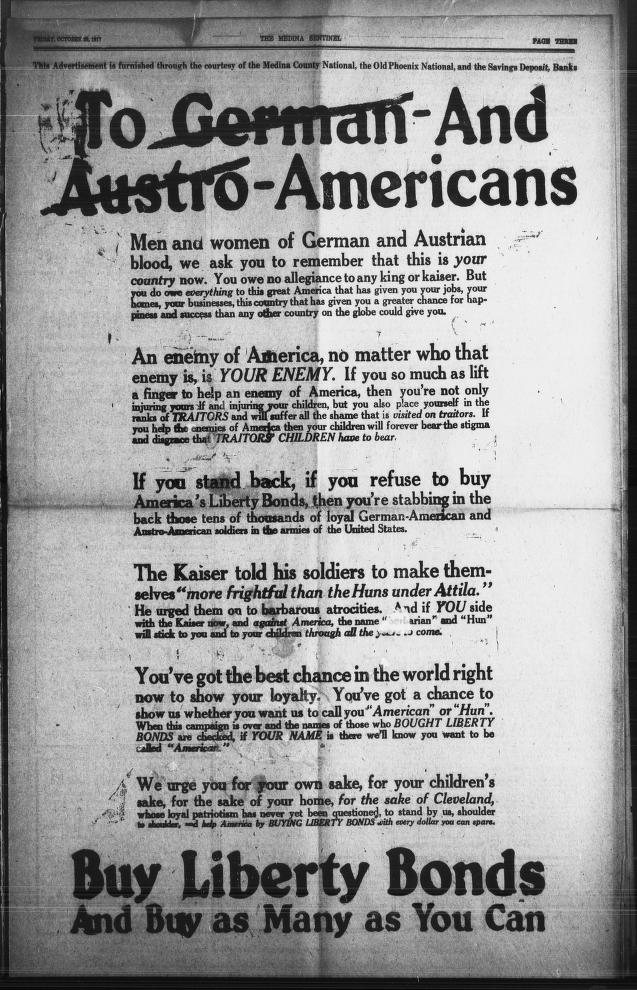 FRIDAY, OCTOBER 26, 1917
THE MEDINA SENTINEL
PAGE THREE
This Advertisement is furnished through the courtesy of the Medina County National, the Old Phoenix National, and the Savings Deposit, Banks
To German-And
Austro-Americans
Men and women of German and Austrian
blood, we ask you to remember that this is your
country now. You owe no allegiance to any king or kaiser. But
you do owe everything to this great America that has given you your jobs, your
homes, your businesses, this country that has given you a greater chance for hap-
piness and success than any other country on the globe could give you.
An enemy of America, no matter who that
enemy is, is YOUR ENEMY. If you so much as lift
a finger to help an enemy of America, then you're not only
injuring yourself and injuring your children, but you also place yourself in the
ranks of TRAITORS and will suffer all the shame that is visited on traitors. If
you help the enemies of America then your children will forever bear the stigma
and disgrace that TRAITORS' CHILDREN have to bear.
If you stand back, if you refuse to buy
America's Liberty Bonds, then you're stabbing in the
back those tens of thousands of loyal German-American and
Austro-American soldiers in the armies of the United States.
The Kaiser told his soldiers to make them-
selves "more frightful than the Huns under Attila."
He urged them on to barbarous atrocities. And if YOU side
with the Kaiser now, and against America, the name "Barbarian" and "Hun"
will stick to you and to your children through all the years to come.
You've got the best chance in the world right
now to show your loyalty. You've got a chance to
show us whether you want us to call you "American" or "Hun".
When this campaign is over and the names of those who BOUGHT LIBERTY
BONDS are checked, if YOUR NAME is there we'll know you want to be
called "American."
We urge you for your own sake, for your children's
sake, for the sake of your home, for the sake of Cleveland,
whose loyal patriotism has never yet been questioned, to stand by us, shoulder
to shoulder, and help America by BUYING LIBERTY BONDS with every dollar you can spare.
Buy Liberty Bonds
And Buy as Many as You Can